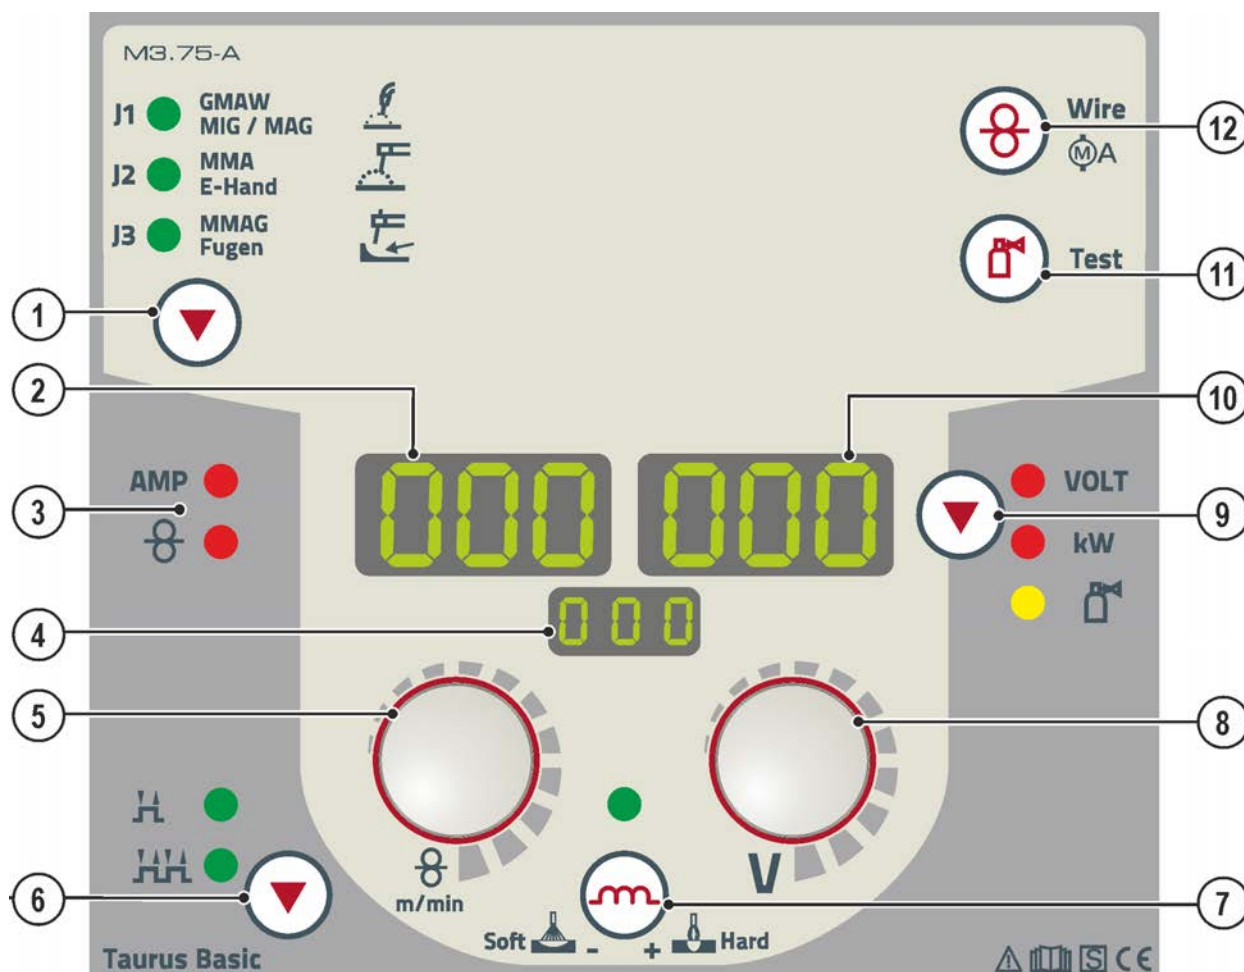 M3.75-A
J1 GMAW
MIG / MAG
J2 MMA
E-Hand
J3 MMAG
Fugen
Wire
M A
Test
12
11
1
2
10
000
000
AMP
VOLT
kW
3
9
000
4
5
8
m/min
V
Soft - + Hard
6
7
Taurus Basic
S CE